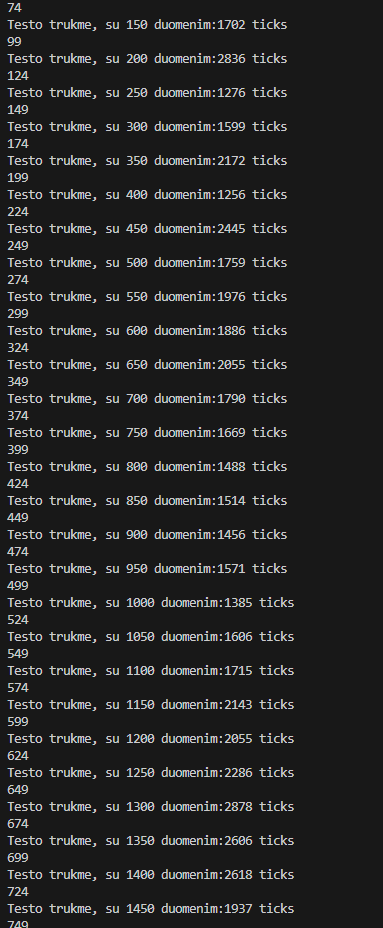 74
Testo trukme, su 150 duomenim:1702 ticks
99
Testo trukme, su 200 duomenim:2836 ticks
124
Testo trukme, su 250 duomenim:1276 ticks
149
Testo trukme, su 300 duomenim:1599 ticks
174
Testo trukme, su 350 duomenim:2172 ticks
199
Testo trukme, su 400 duomenim:1256 ticks
224
Testo trukme, su 450 duomenim:2445 ticks
249
Testo trukme, su 500 duomenim:1759 ticks
274
Testo trukme, su 550 duomenim:1976 ticks
299
Testo trukme, su 600 duomenim:1886 ticks
324
Testo trukme, su 650 duomenim:2055 ticks
349
Testo trukme, su 700 duomenim:1790 ticks
374
Testo trukme, su 750 duomenim:1669 ticks
399
Testo trukme, su 800 duomenim:1488 ticks
424
Testo trukme, su 850 duomenim:1514 ticks
449
Testo trukme, su 900 duomenim:1456 ticks
474
Testo trukme, su 950 duomenim:1571 ticks
499
Testo trukme, su 1000 duomenim:1385 ticks
524
Testo trukme, su 1050 duomenim:1606 ticks
549
Testo trukme, su 1100 duomenim:1715 ticks
574
Testo trukme, su 1150 duomenim:2143 ticks
599
Testo trukme, su 1200 duomenim:2055 ticks
624
Testo trukme, su 1250 duomenim:2286 ticks
649
Testo trukme, su 1300 duomenim:2878 ticks
674
Testo trukme, su 1350 duomenim:2606 ticks
699
Testo trukme, su 1400 duomenim:2618 ticks
724
Testo trukme, su 1450 duomenim:1937 ticks
749